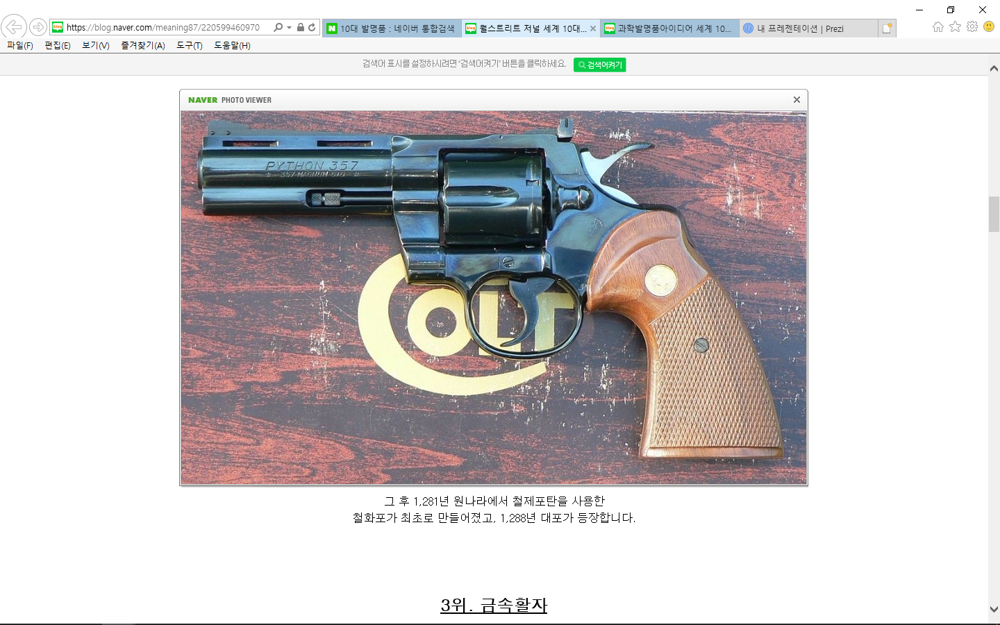 https://blog.naver.com/meaning87/220599460970
10대 발명품 : 네이버 통합검색
월스트리트 저널 세계 10대...
과학발명품아이디어 세계 10...
내 프레젠테이션 | Prezi
파일(F) 편집(E) 보기(V) 즐겨찾기(A) 도구(T) 도움말(H)
검색어 표시를 설정하시려면 '검색어켜기' 버튼을 클릭하세요. 검색어켜기
NAVER PHOTO VIEWER
PYTHON 357
357 MAGNUM CTG
COLT
그 후 1,281년 원나라에서 철제포탄을 사용한
철화포가 최초로 만들어졌고, 1,288년 대포가 등장합니다.
3위. 금속활자